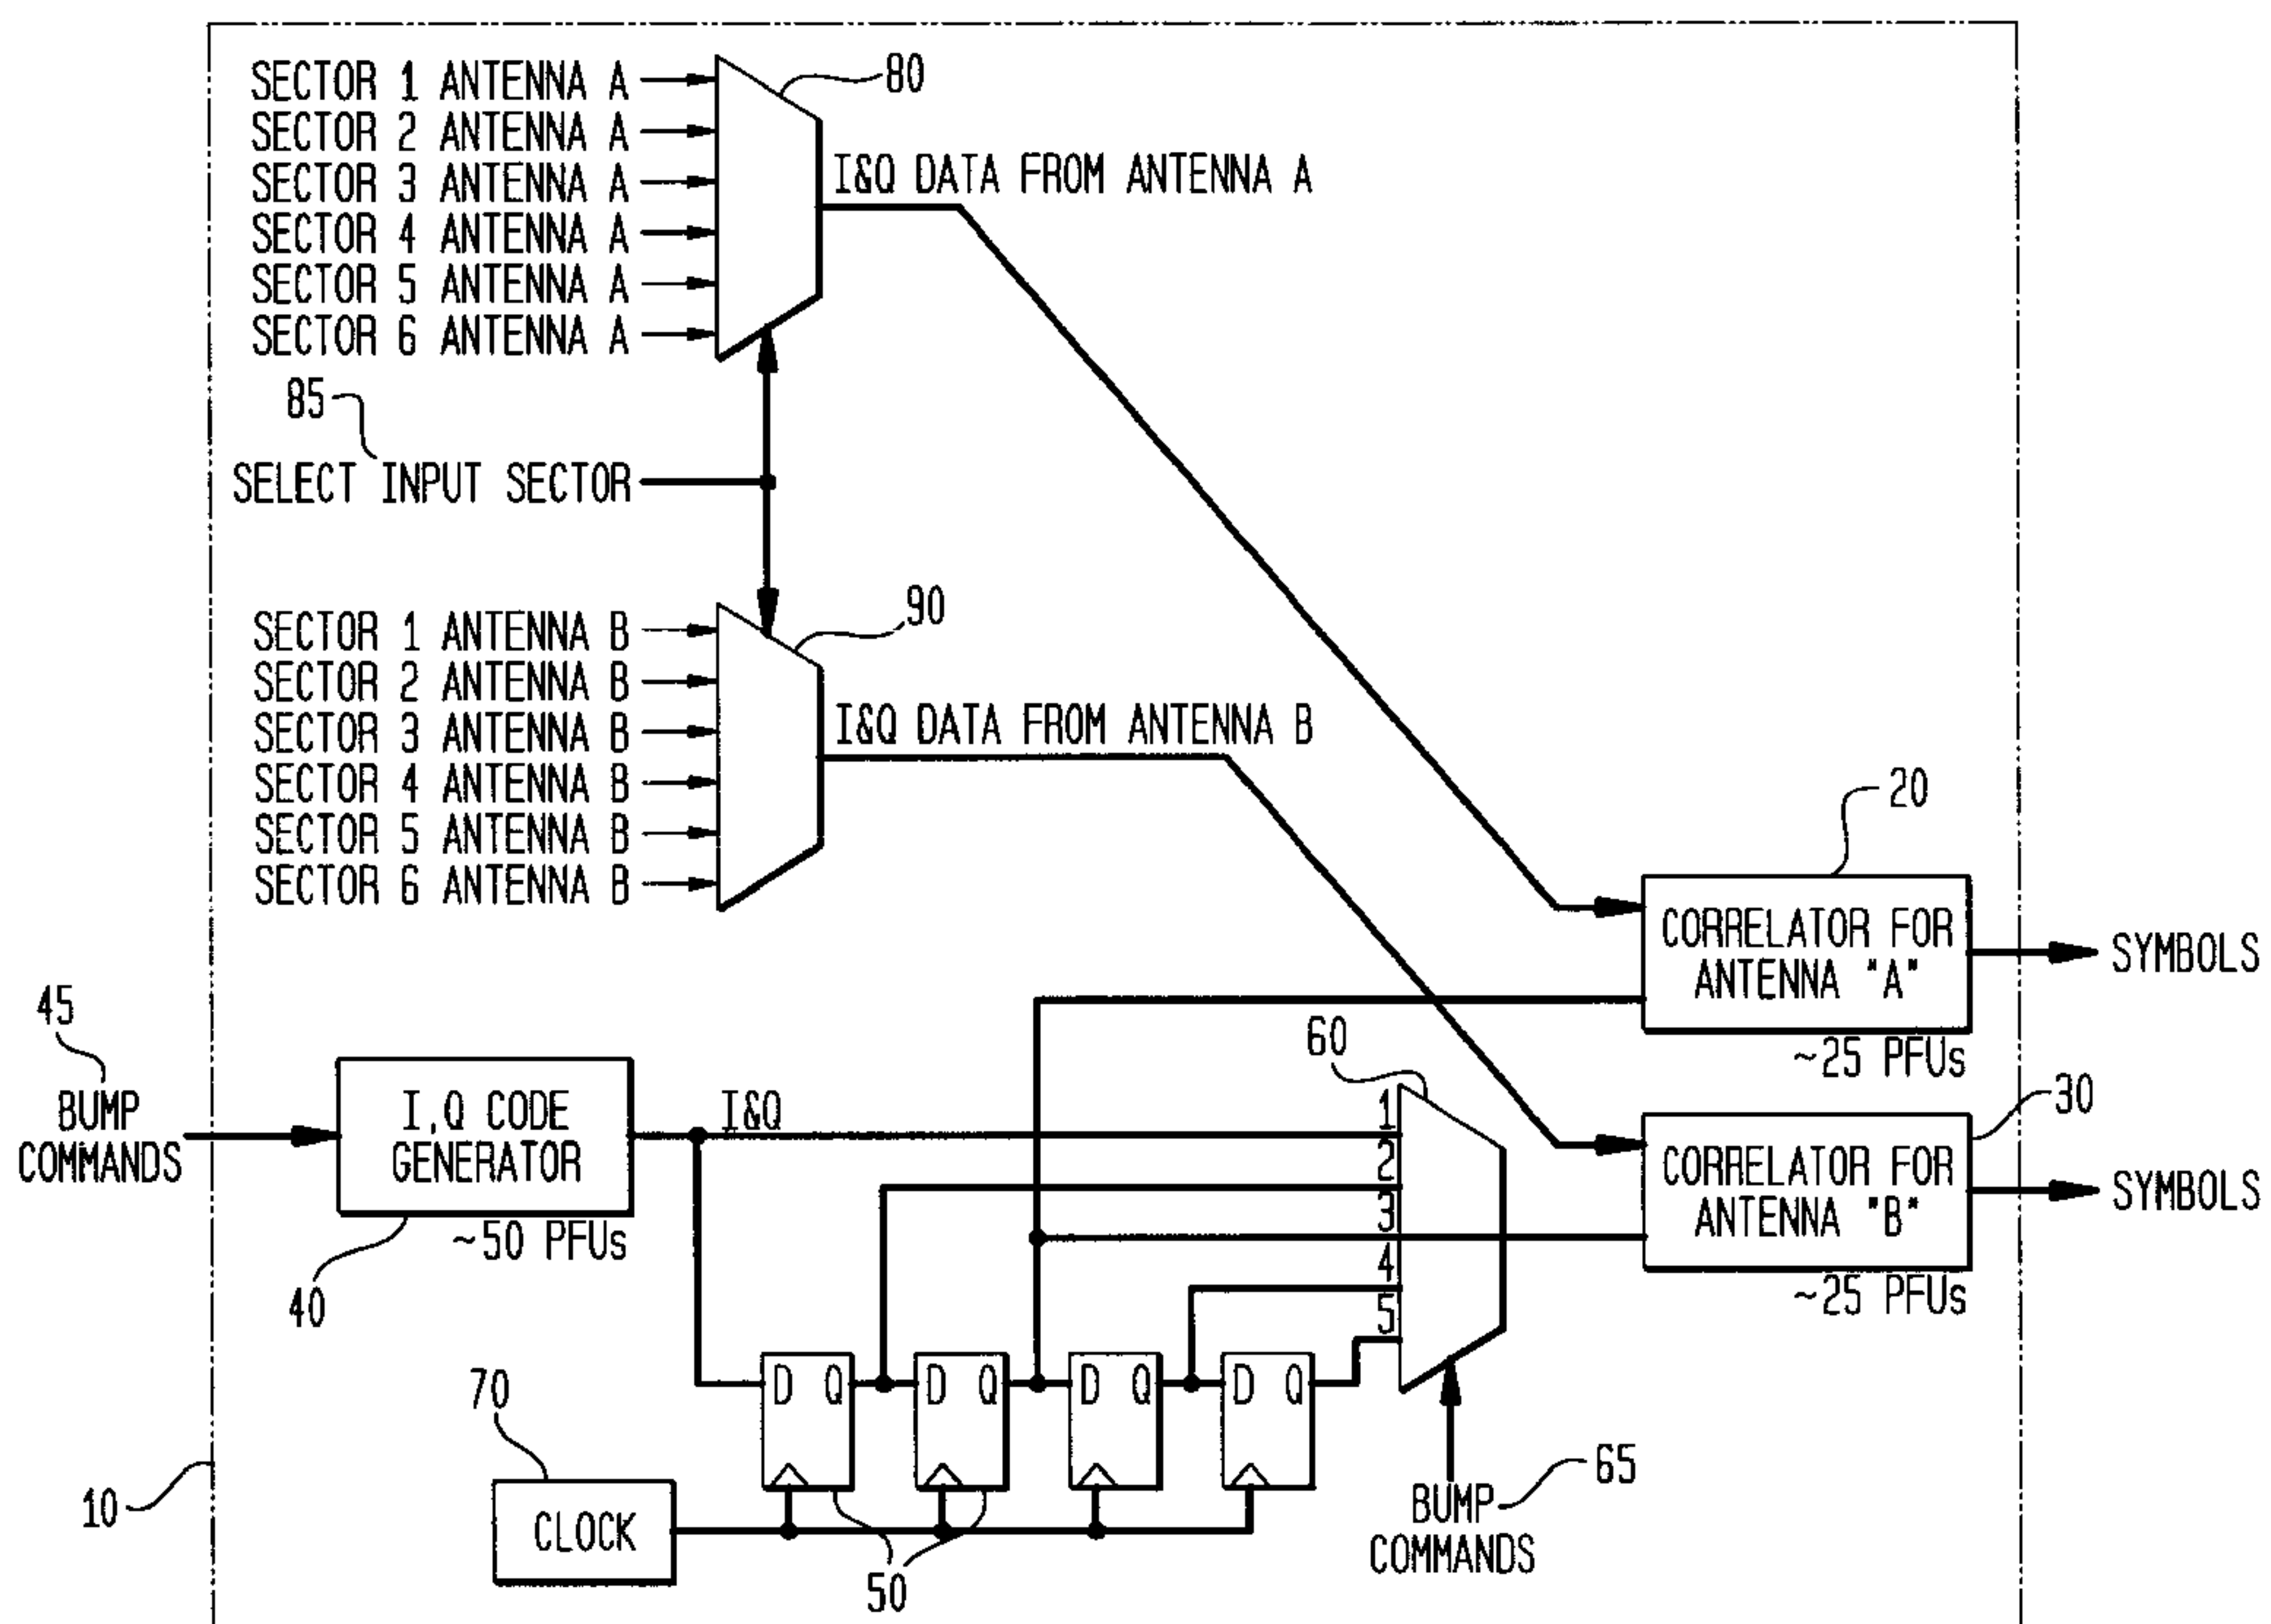 SECTOR 1 ANTENNA A
SECTOR 2 ANTENNA A
SECTOR 3 ANTENNA A
SECTOR 4 ANTENNA A
SECTOR 5 ANTENNA A
SECTOR 6 ANTENNA A
80
I&Q DATA FROM ANTENNA A
85
SELECT INPUT SECTOR
SECTOR 1 ANTENNA B
SECTOR 2 ANTENNA B
SECTOR 3 ANTENNA B
SECTOR 4 ANTENNA B
SECTOR 5 ANTENNA B
SECTOR 6 ANTENNA B
90
I&Q DATA FROM ANTENNA B
20
CORRELATOR FOR
ANTENNA "A"
~25 PFUs
SYMBOLS
45
BUMP
COMMANDS
I,Q CODE
GENERATOR
~50 PFUs
40
I&Q
60
1
2
3
4
5
30
CORRELATOR FOR
ANTENNA "B"
~25 PFUs
SYMBOLS
D Q
D Q
D Q
D Q
70
CLOCK
50
65
BUMP
COMMANDS
10